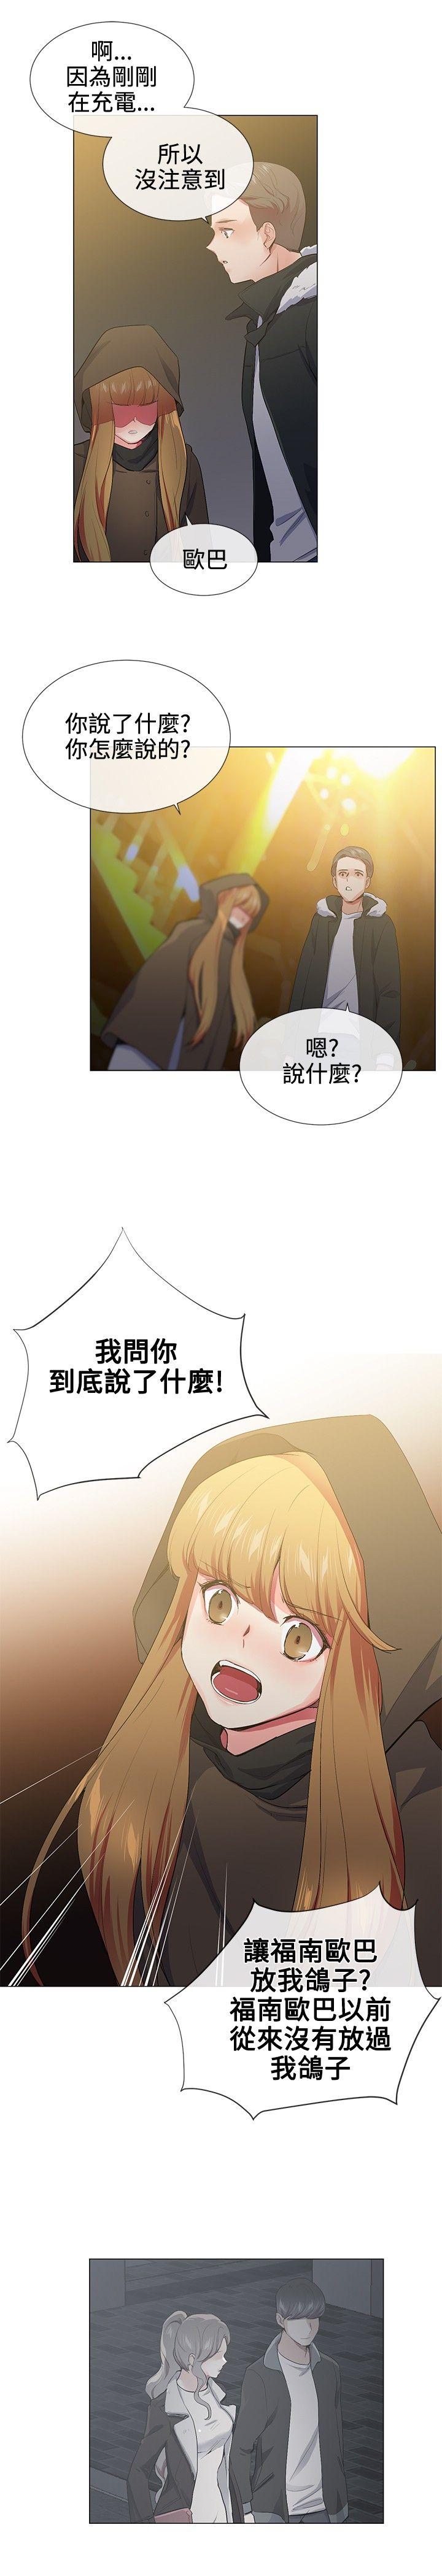 啊...
因為剛剛
在充電...
所以
沒注意到
歐巴
你說了什麼?
你怎麼說的?
嗯?
說什麼?
我問你
到底說了什麼!
讓福南歐巴
放我鴿子?
福南歐巴以前
從來沒有放過
我鴿子